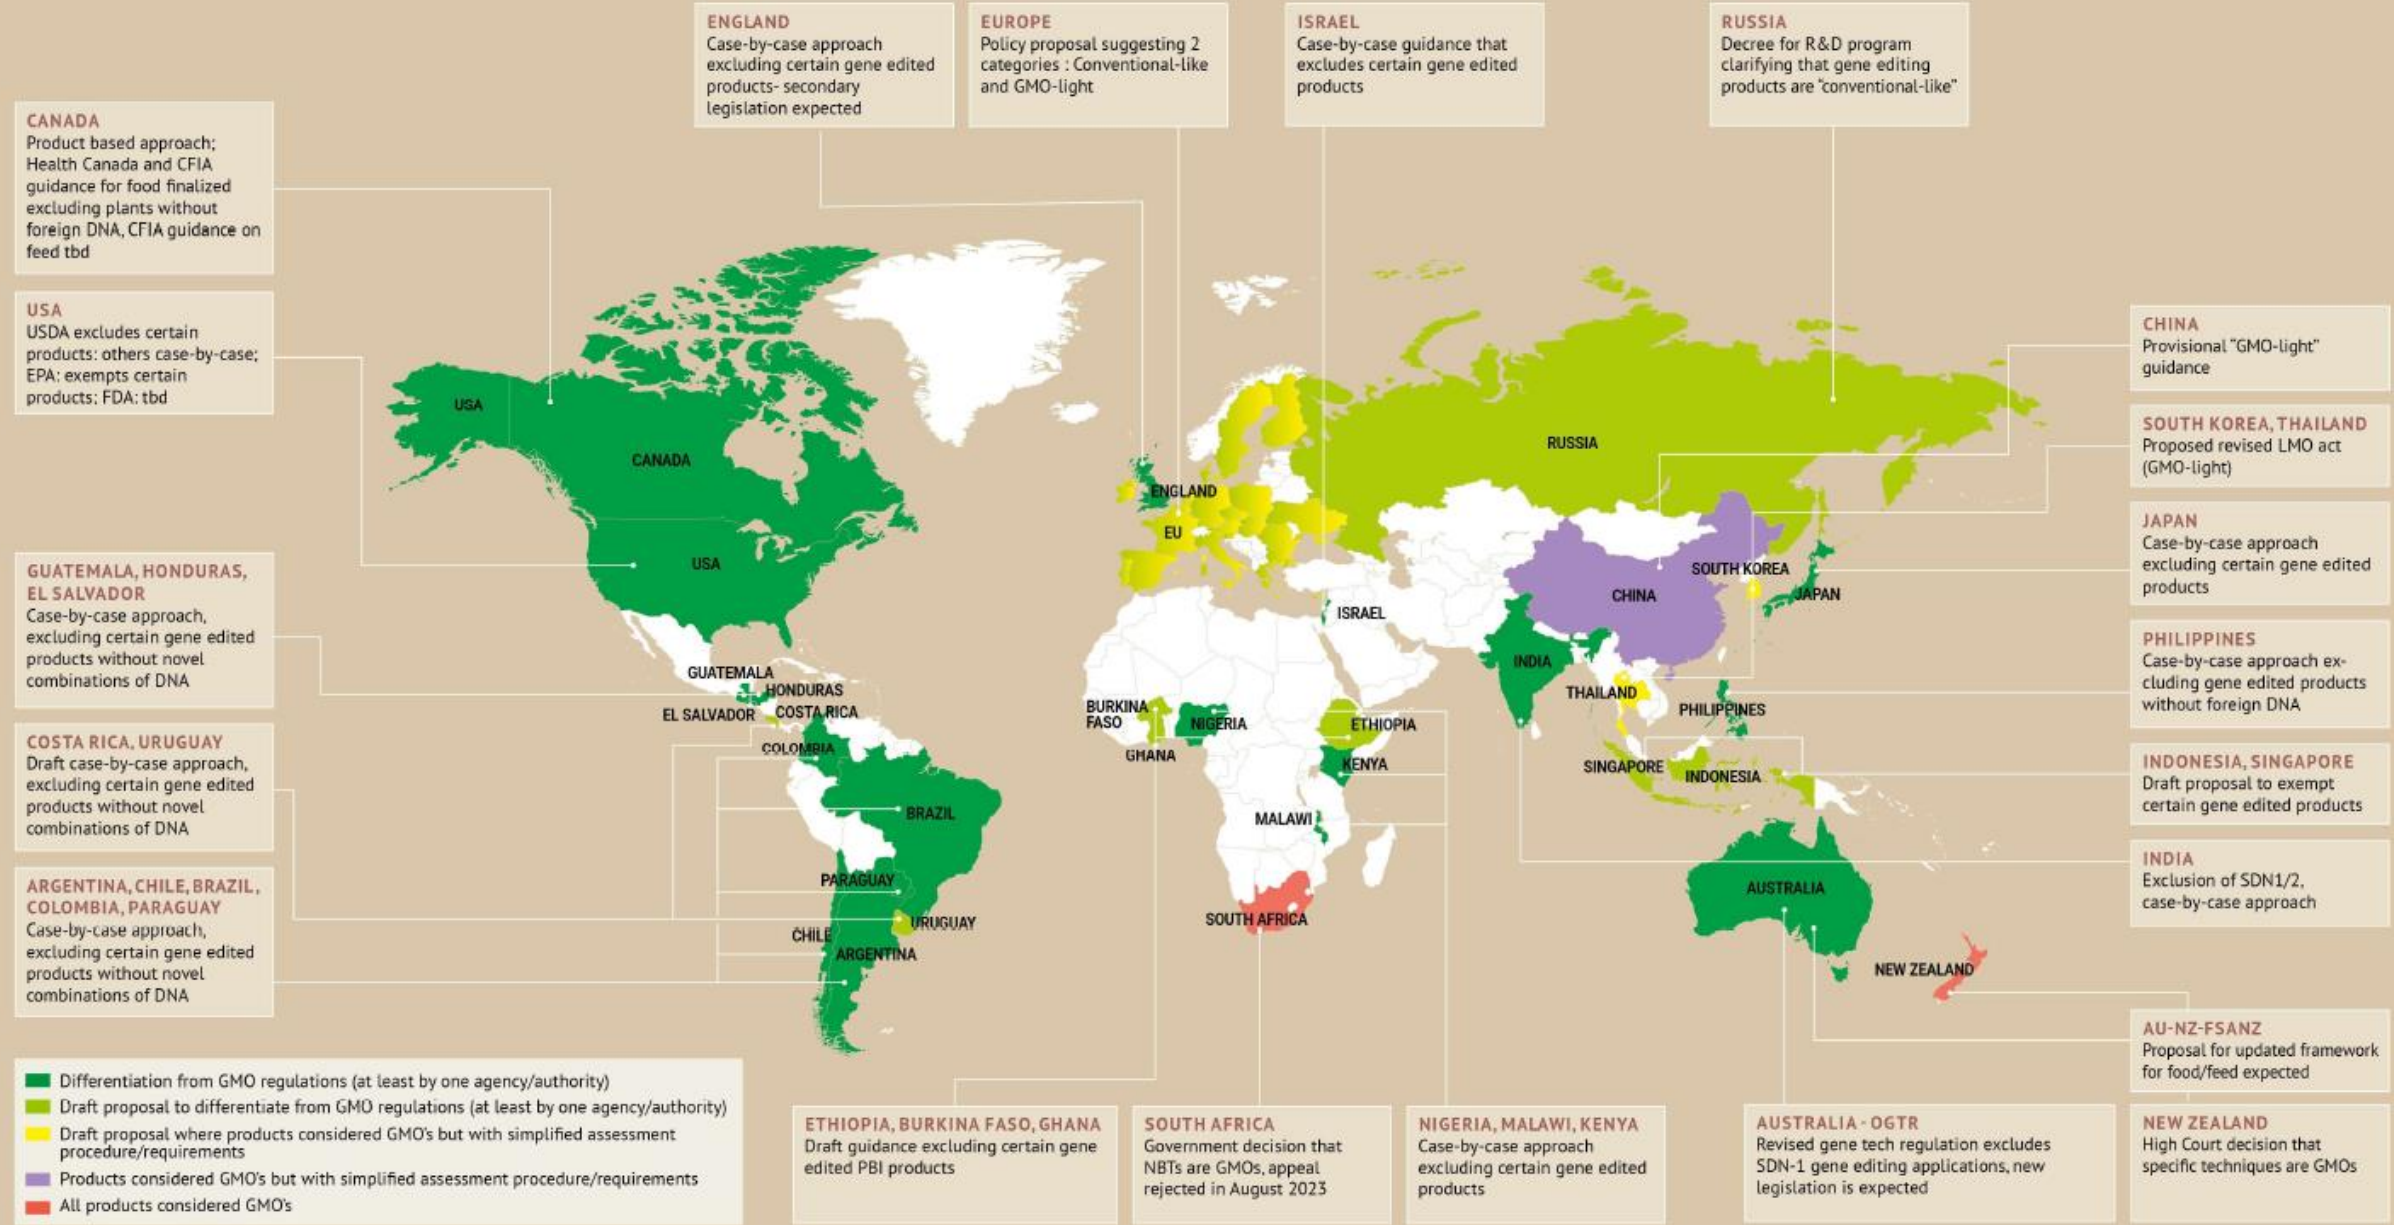 ENGLAND
Case-by-case approach
excluding certain gene edited
products- secondary
legislation expected
EUROPE
Policy proposal suggesting 2
categories : Conventional-like
and GMO-light
ISRAEL
Case-by-case guidance that
excludes certain gene edited
products
RUSSIA
Decree for R&D program
clarifying that gene editing
products are “conventional-like”
CANADA
Product based approach;
Health Canada and CFIA
guidance for food finalized
excluding plants without
foreign DNA, CFIA guidance on
feed tbd
USA
USDA excludes certain
products: others case-by-case;
EPA: exempts certain
products; FDA: tbd
GUATEMALA, HONDURAS,
EL SALVADOR
Case-by-case approach,
excluding certain gene edited
products without novel
combinations of DNA
COSTA RICA, URUGUAY
Draft case-by-case approach,
excluding certain gene edited
products without novel
combinations of DNA
ARGENTINA, CHILE, BRAZIL,
COLOMBIA, PARAGUAY
Case-by-case approach,
excluding certain gene edited
products without novel
combinations of DNA
USA
CANADA
USA
GUATEMALA
HONDURAS
EL SALVADOR
COSTA RICA
COLOMBIA
BRAZIL
PARAGUAY
URUGUAY
CHILE
ARGENTINA
ENGLAND
EU
RUSSIA
ISRAEL
BURKINA
FASO
NIGERIA
GHANA
ETHIOPIA
KENYA
MALAWI
SOUTH AFRICA
SOUTH KOREA
CHINA
JAPAN
INDIA
THAILAND
PHILIPPINES
SINGAPORE
INDONESIA
AUSTRALIA
NEW ZEALAND
CHINA
Provisional “GMO-light”
guidance
SOUTH KOREA, THAILAND
Proposed revised LMO act
(GMO-light)
JAPAN
Case-by-case approach
excluding certain gene edited
products
PHILIPPINES
Case-by-case approach ex-
cluding gene edited products
without foreign DNA
INDONESIA, SINGAPORE
Draft proposal to exempt
certain gene edited products
INDIA
Exclusion of SDN1/2,
case-by-case approach
AU-NZ-FSANZ
Proposal for updated framework
for food/feed expected
Differentiation from GMO regulations (at least by one agency/authority)
Draft proposal to differentiate from GMO regulations (at least by one agency/authority)
Draft proposal where products considered GMO's but with simplified assessment
procedure/requirements
Products considered GMO's but with simplified assessment procedure/requirements
All products considered GMO's
ETHIOPIA, BURKINA FASO, GHANA
Draft guidance excluding certain gene
edited PBI products
SOUTH AFRICA
Government decision that
NBTs are GMOs, appeal
rejected in August 2023
NIGERIA, MALAWI, KENYA
Case-by-case approach
excluding certain gene edited
products
AUSTRALIA - OGTR
Revised gene tech regulation excludes
SDN-1 gene editing applications, new
legislation is expected
NEW ZEALAND
High Court decision that
specific techniques are GMOs